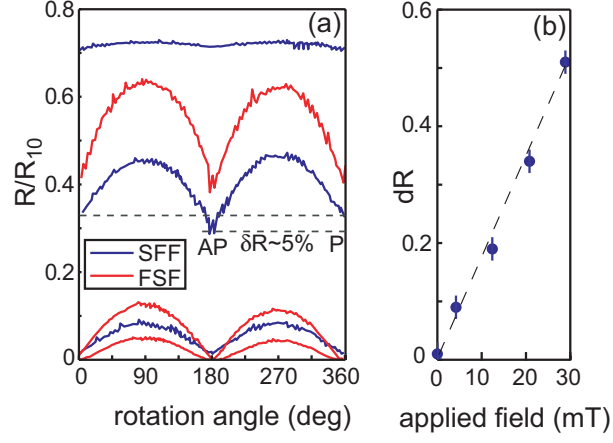 (a)
0.8
0.6
0.4
0.2
0
R/R10
AP δR~5% P
SFF
FSF
0 90 180 270 360
rotation angle (deg)
(b)
0.6
0.4
0.2
0
dR
0 10 20 30
applied field (mT)